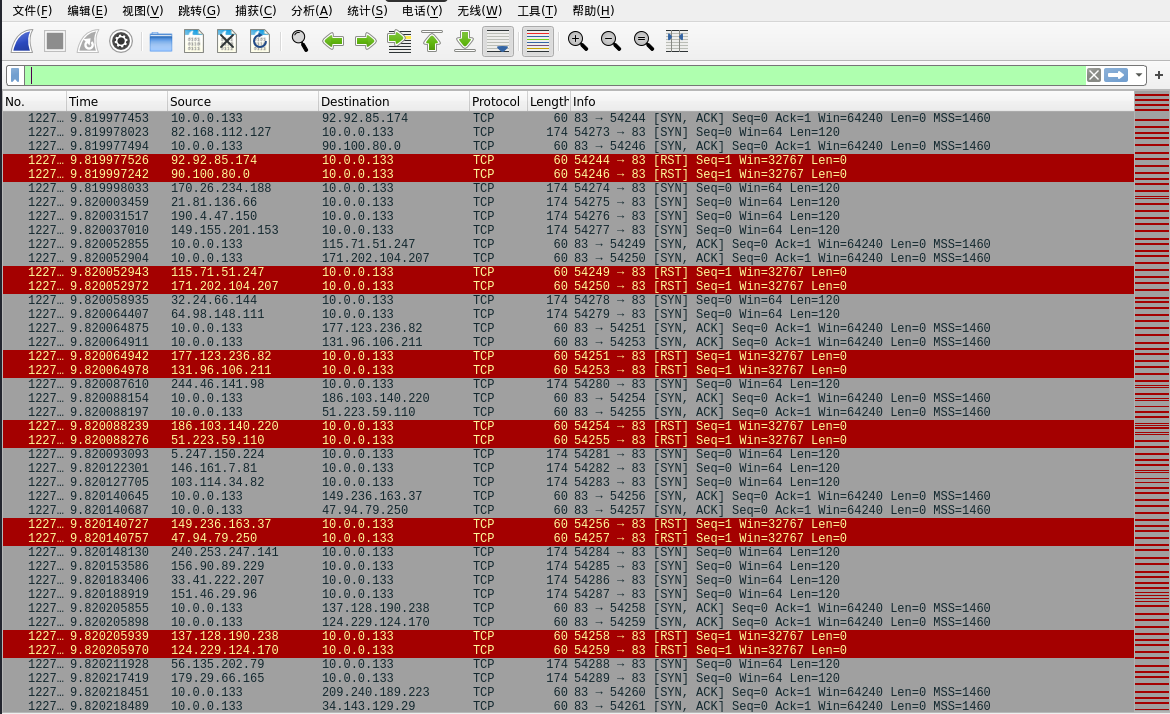 文件(F) 编辑(E) 视图(V) 跳转(G) 捕获(C) 分析(A) 统计(S) 电话(Y) 无线(W) 工具(T) 帮助(H)
No. Time Source Destination Protocol Length Info
1227… 9.819977453 10.0.0.133 92.92.85.174 TCP 60 83 → 54244 [SYN, ACK] Seq=0 Ack=1 Win=64240 Len=0 MSS=1460
1227… 9.819978023 82.168.112.127 10.0.0.133 TCP 174 54273 → 83 [SYN] Seq=0 Win=64 Len=120
1227… 9.819977494 10.0.0.133 90.100.80.0 TCP 60 83 → 54246 [SYN, ACK] Seq=0 Ack=1 Win=64240 Len=0 MSS=1460
1227… 9.819977526 92.92.85.174 10.0.0.133 TCP 60 54244 → 83 [RST] Seq=1 Win=32767 Len=0
1227… 9.819997242 90.100.80.0 10.0.0.133 TCP 60 54246 → 83 [RST] Seq=1 Win=32767 Len=0
1227… 9.819998033 170.26.234.188 10.0.0.133 TCP 174 54274 → 83 [SYN] Seq=0 Win=64 Len=120
1227… 9.820003459 21.81.136.66 10.0.0.133 TCP 174 54275 → 83 [SYN] Seq=0 Win=64 Len=120
1227… 9.820031517 190.4.47.150 10.0.0.133 TCP 174 54276 → 83 [SYN] Seq=0 Win=64 Len=120
1227… 9.820037010 149.155.201.153 10.0.0.133 TCP 174 54277 → 83 [SYN] Seq=0 Win=64 Len=120
1227… 9.820052855 10.0.0.133 115.71.51.247 TCP 60 83 → 54249 [SYN, ACK] Seq=0 Ack=1 Win=64240 Len=0 MSS=1460
1227… 9.820052904 10.0.0.133 171.202.104.207 TCP 60 83 → 54250 [SYN, ACK] Seq=0 Ack=1 Win=64240 Len=0 MSS=1460
1227… 9.820052943 115.71.51.247 10.0.0.133 TCP 60 54249 → 83 [RST] Seq=1 Win=32767 Len=0
1227… 9.820052972 171.202.104.207 10.0.0.133 TCP 60 54250 → 83 [RST] Seq=1 Win=32767 Len=0
1227… 9.820058935 32.24.66.144 10.0.0.133 TCP 174 54278 → 83 [SYN] Seq=0 Win=64 Len=120
1227… 9.820064407 64.98.148.111 10.0.0.133 TCP 174 54279 → 83 [SYN] Seq=0 Win=64 Len=120
1227… 9.820064875 10.0.0.133 177.123.236.82 TCP 60 83 → 54251 [SYN, ACK] Seq=0 Ack=1 Win=64240 Len=0 MSS=1460
1227… 9.820064911 10.0.0.133 131.96.106.211 TCP 60 83 → 54253 [SYN, ACK] Seq=0 Ack=1 Win=64240 Len=0 MSS=1460
1227… 9.820064942 177.123.236.82 10.0.0.133 TCP 60 54251 → 83 [RST] Seq=1 Win=32767 Len=0
1227… 9.820064978 131.96.106.211 10.0.0.133 TCP 60 54253 → 83 [RST] Seq=1 Win=32767 Len=0
1227… 9.820087610 244.46.141.98 10.0.0.133 TCP 174 54280 → 83 [SYN] Seq=0 Win=64 Len=120
1227… 9.820088154 10.0.0.133 186.103.140.220 TCP 60 83 → 54254 [SYN, ACK] Seq=0 Ack=1 Win=64240 Len=0 MSS=1460
1227… 9.820088197 10.0.0.133 51.223.59.110 TCP 60 83 → 54255 [SYN, ACK] Seq=0 Ack=1 Win=64240 Len=0 MSS=1460
1227… 9.820088239 186.103.140.220 10.0.0.133 TCP 60 54254 → 83 [RST] Seq=1 Win=32767 Len=0
1227… 9.820088276 51.223.59.110 10.0.0.133 TCP 60 54255 → 83 [RST] Seq=1 Win=32767 Len=0
1227… 9.820093093 5.247.150.224 10.0.0.133 TCP 174 54281 → 83 [SYN] Seq=0 Win=64 Len=120
1227… 9.820122301 146.161.7.81 10.0.0.133 TCP 174 54282 → 83 [SYN] Seq=0 Win=64 Len=120
1227… 9.820127705 103.114.34.82 10.0.0.133 TCP 174 54283 → 83 [SYN] Seq=0 Win=64 Len=120
1227… 9.820140645 10.0.0.133 149.236.163.37 TCP 60 83 → 54256 [SYN, ACK] Seq=0 Ack=1 Win=64240 Len=0 MSS=1460
1227… 9.820140687 10.0.0.133 47.94.79.250 TCP 60 83 → 54257 [SYN, ACK] Seq=0 Ack=1 Win=64240 Len=0 MSS=1460
1227… 9.820140727 149.236.163.37 10.0.0.133 TCP 60 54256 → 83 [RST] Seq=1 Win=32767 Len=0
1227… 9.820140757 47.94.79.250 10.0.0.133 TCP 60 54257 → 83 [RST] Seq=1 Win=32767 Len=0
1227… 9.820148130 240.253.247.141 10.0.0.133 TCP 174 54284 → 83 [SYN] Seq=0 Win=64 Len=120
1227… 9.820153586 156.90.89.229 10.0.0.133 TCP 174 54285 → 83 [SYN] Seq=0 Win=64 Len=120
1227… 9.820183406 33.41.222.207 10.0.0.133 TCP 174 54286 → 83 [SYN] Seq=0 Win=64 Len=120
1227… 9.820188919 151.46.29.96 10.0.0.133 TCP 174 54287 → 83 [SYN] Seq=0 Win=64 Len=120
1227… 9.820205855 10.0.0.133 137.128.190.238 TCP 60 83 → 54258 [SYN, ACK] Seq=0 Ack=1 Win=64240 Len=0 MSS=1460
1227… 9.820205898 10.0.0.133 124.229.124.170 TCP 60 83 → 54259 [SYN, ACK] Seq=0 Ack=1 Win=64240 Len=0 MSS=1460
1227… 9.820205939 137.128.190.238 10.0.0.133 TCP 60 54258 → 83 [RST] Seq=1 Win=32767 Len=0
1227… 9.820205970 124.229.124.170 10.0.0.133 TCP 60 54259 → 83 [RST] Seq=1 Win=32767 Len=0
1227… 9.820211928 56.135.202.79 10.0.0.133 TCP 174 54288 → 83 [SYN] Seq=0 Win=64 Len=120
1227… 9.820217419 179.29.66.165 10.0.0.133 TCP 174 54289 → 83 [SYN] Seq=0 Win=64 Len=120
1227… 9.820218451 10.0.0.133 209.240.189.223 TCP 60 83 → 54260 [SYN, ACK] Seq=0 Ack=1 Win=64240 Len=0 MSS=1460
1227… 9.820218489 10.0.0.133 34.143.129.29 TCP 60 83 → 54261 [SYN, ACK] Seq=0 Ack=1 Win=64240 Len=0 MSS=1460